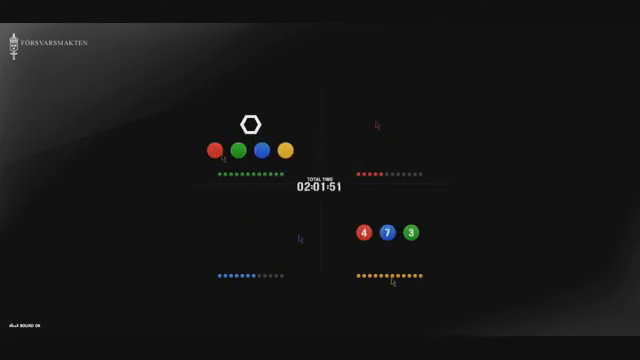 FÖRSVARSMAKTEN
TOTAL TIME
02:01:51
4 7 3
SOUND ON